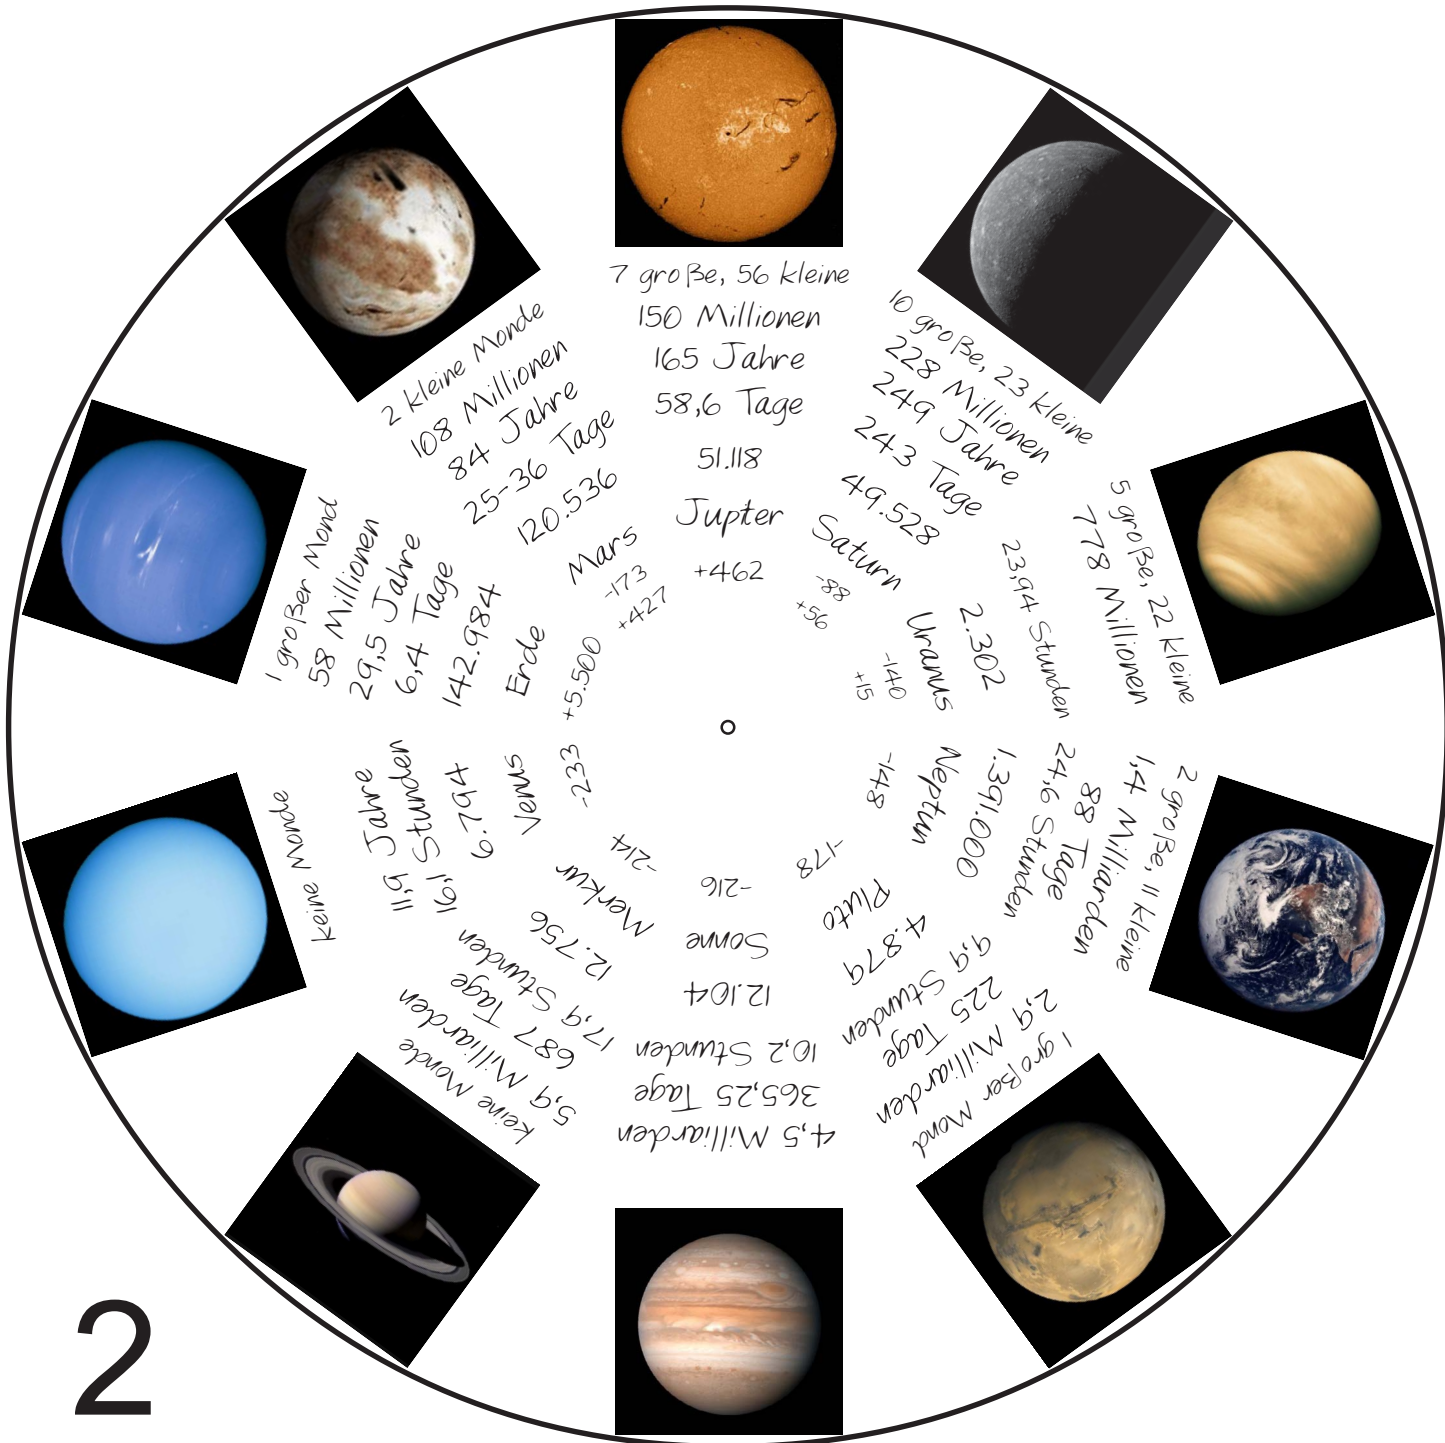 7 große, 56 kleine
150 Millionen
165 Jahre
58,6 Tage
51.118
Jupter
+462
10 große, 23 kleine
228 Millionen
249 Jahre
243 Tage
49.528
Saturn
-88
+56
5 große, 22 kleine
778 Millionen
23,94 Stunden
2.302
Uranus
-140
+15
2 große, 11 kleine
1,4 Milliarden
88 Tage
24,6 Stunden
1.391.000
Neptun
-148
1 großer Mond
2,9 Milliarden
225 Tage
9,9 Stunden
4.879
Pluto
-178
4,5 Milliarden
365,25 Tage
10,2 Stunden
12.104
Sonne
-216
keine Monde
5,9 Milliarden
687 Tage
17,9 Stunden
12.756
Merkur
-214
keine Monde
11,9 Jahre
16,1 Stunden
6.794
Venus
-233
1 großer Mond
58 Millionen
29,5 Jahre
6,4 Tage
142.984
Erde
+5.500
2 kleine Monde
108 Millionen
84 Jahre
25-36 Tage
120.536
Mars
-173
+427
2